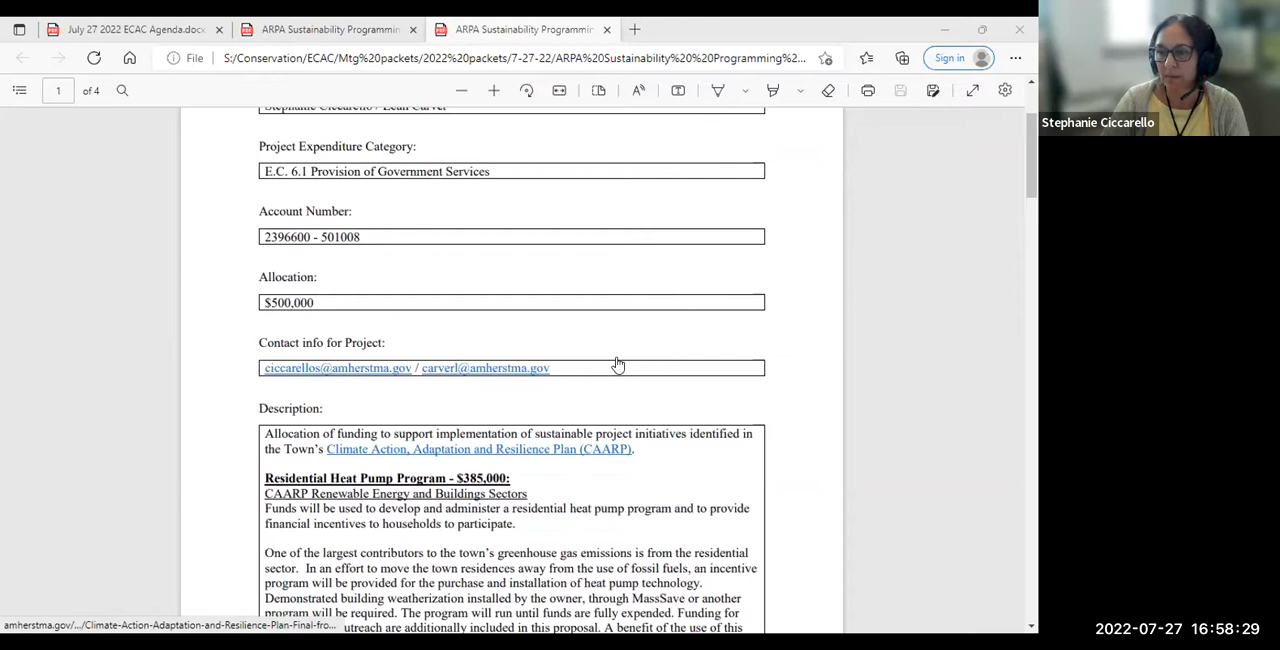 July 27 2022 ECAC Agenda.docx
ARPA Sustainability Programming
ARPA Sustainability Programming
File
S:/Conservation/ECAC/Mtg%20packets/2022%20packets/7-27-22/ARPA%20Sustainability%20%20Programming%2...
Sign in
1 of 4
Stephanie Ciccarello / Leah Carver
Project Expenditure Category:
E.C. 6.1 Provision of Government Services
Account Number:
2396600 - 501008
Allocation:
$500,000
Contact info for Project:
ciccarellos@amherstma.gov / carverl@amherstma.gov
Description:
Allocation of funding to support implementation of sustainable project initiatives identified in
the Town's Climate Action, Adaptation and Resilience Plan (CAARP).
Residential Heat Pump Program - $385,000:
CAARP Renewable Energy and Buildings Sectors
Funds will be used to develop and administer a residential heat pump program and to provide
financial incentives to households to participate.
One of the largest contributors to the town's greenhouse gas emissions is from the residential
sector. In an effort to move the town residences away from the use of fossil fuels, an incentive
program will be provided for the purchase and installation of heat pump technology.
Demonstrated building weatherization installed by the owner, through MassSave or another
program will be required. The program will run until funds are fully expended. Funding for
outreach are additionally included in this proposal. A benefit of the use of this
amherstma.gov/.../Climate-Action-Adaptation-and-Resilience-Plan-Final-fro...
Stephanie Ciccarello
2022-07-27 16:58:29